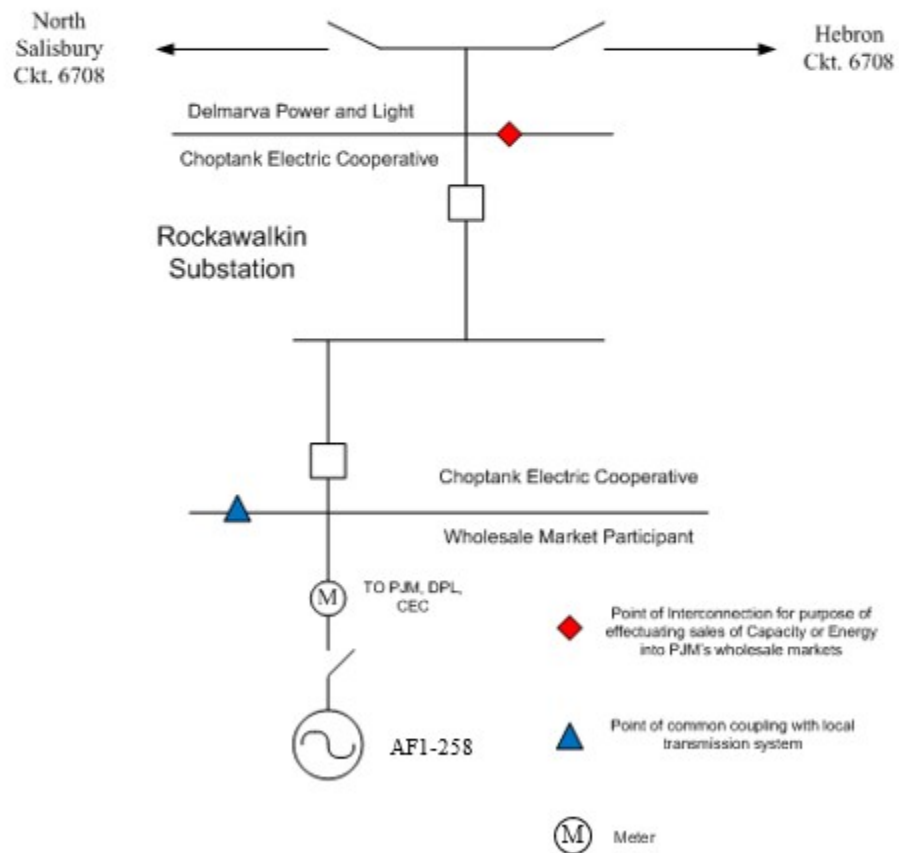 North
Salisbury
Ckt. 6708
Hebron
Ckt. 6708
Delmarva Power and Light
Choptank Electric Cooperative
Rockawalkin
Substation
Choptank Electric Cooperative
Wholesale Market Participant
M
TO PJM, DPL,
CEC
AF1-258
Point of Interconnection for purpose of
effectuating sales of Capacity or Energy
into PJM's wholesale markets
Point of common coupling with local
transmission system
M
Meter